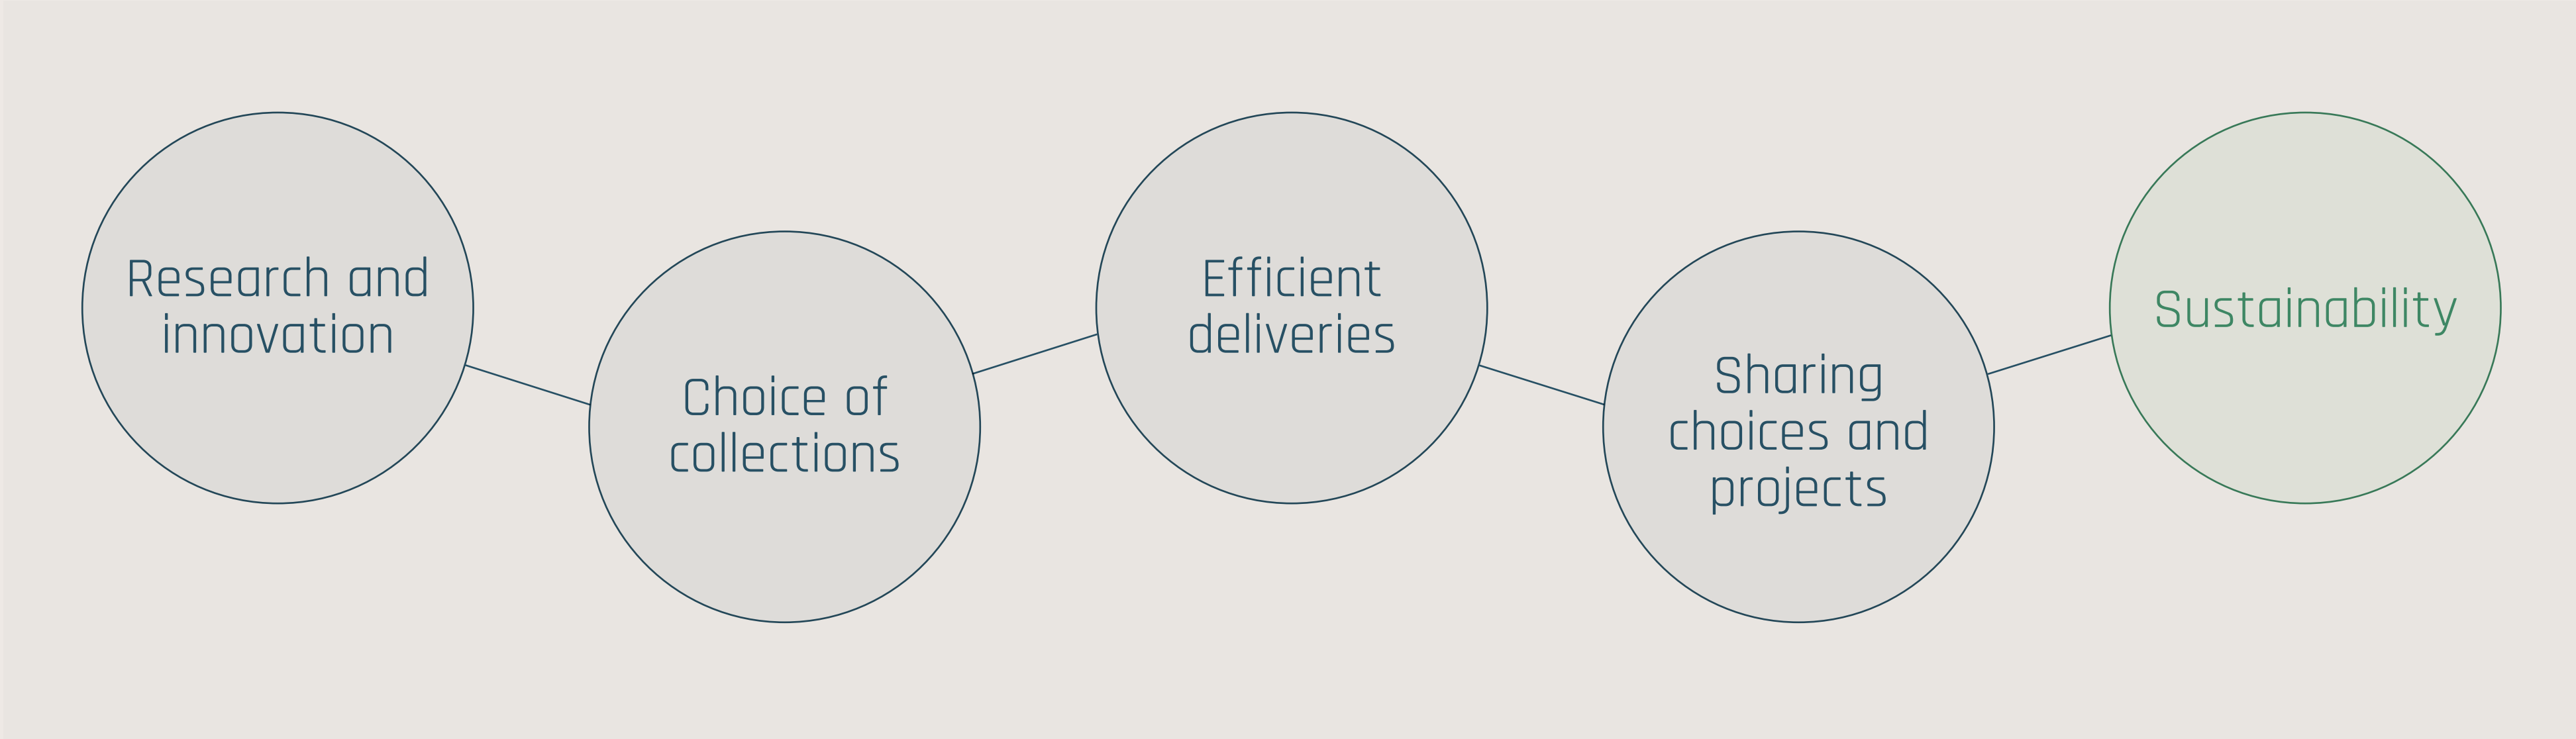 Research and
innovation
Choice of
collections
Efficient
deliveries
Sharing
choices and
projects
Sustainability